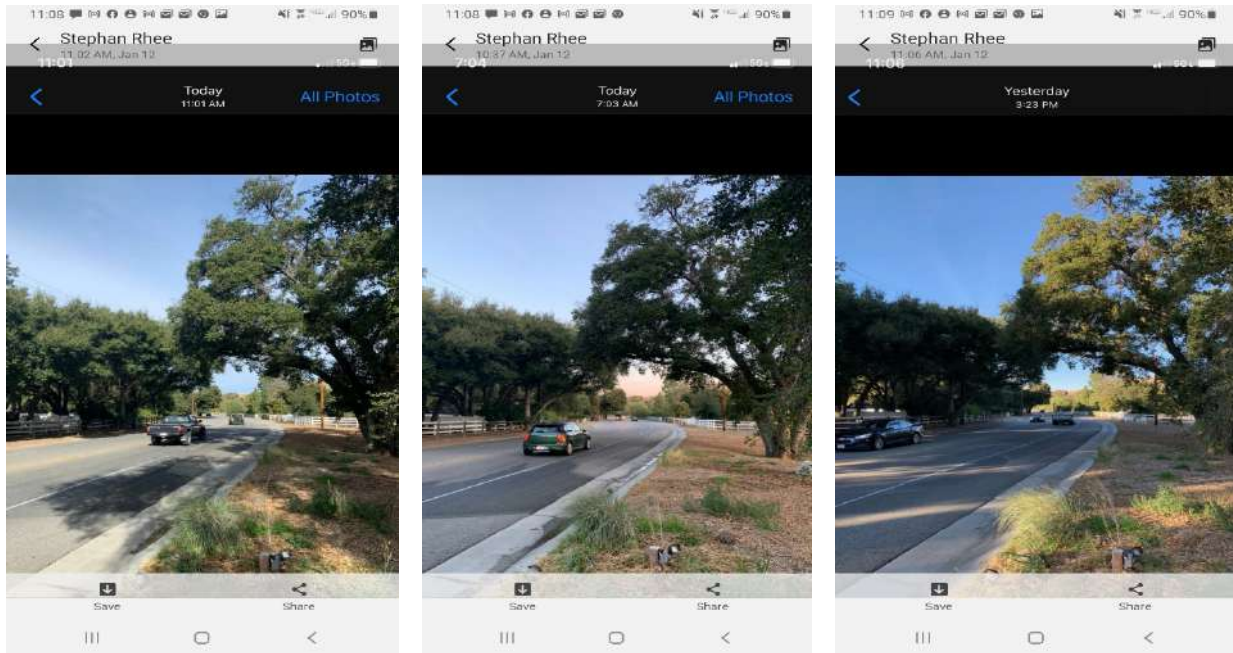 11:08 90%
Stephan Rhee
11:02 AM, Jan 12
11:01
Today
11:01 AM
All Photos
Save
Share
11:08 90%
Stephan Rhee
10:37 AM, Jan 12
7:04
Today
7:03 AM
All Photos
Save
Share
11:09 90%
Stephan Rhee
11:06 AM, Jan 12
11:06
Yesterday
3:23 PM
Save
Share